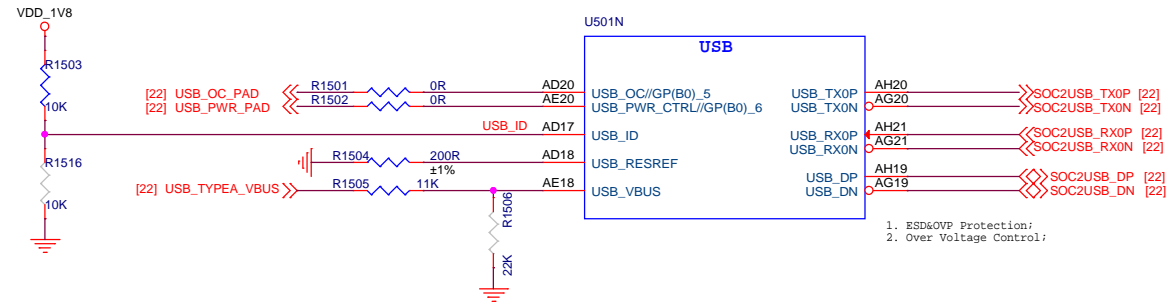 VDD_1V8
U501N
USB
R1503
10K
R1516
10K
[22] USB_OC_PAD
R1501
0R
AD20
USB_OC//GP(B0)_5
[22] USB_PWR_PAD
R1502
0R
AE20
USB_PWR_CTRL//GP(B0)_6
USB_ID
AD17
USB_ID
R1504
200R
±1%
AD18
USB_RESREF
[22] USB_TYPEA_VBUS
R1505
11K
AE18
USB_VBUS
R1506
22K
USB_TX0P
AH20
SOC2USB_TX0P [22]
USB_TX0N
AG20
SOC2USB_TX0N [22]
USB_RX0P
AH21
SOC2USB_RX0P [22]
USB_RX0N
AG21
SOC2USB_RX0N [22]
USB_DP
AH19
SOC2USB_DP [22]
USB_DN
AG19
SOC2USB_DN [22]
1. ESD&OVP Protection;
2. Over Voltage Control;